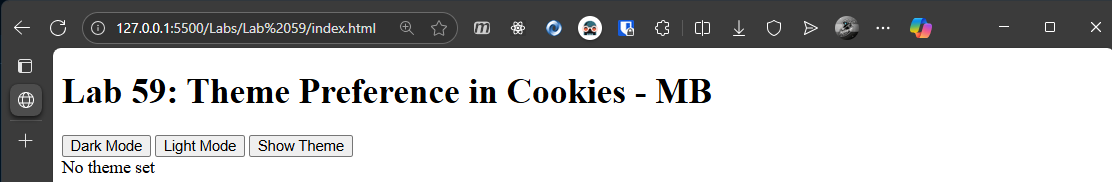 127.0.0.1:5500/Labs/Lab%2059/index.html
Lab 59: Theme Preference in Cookies - MB
Dark Mode Light Mode Show Theme
No theme set